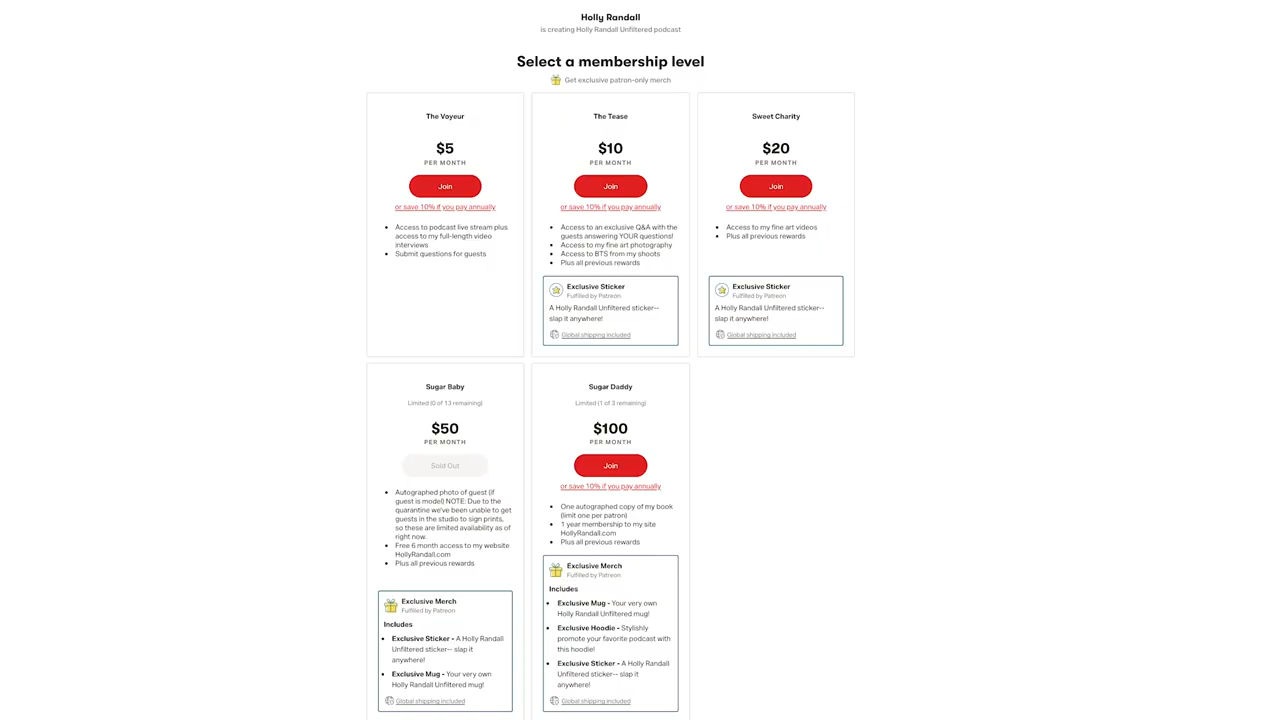 Holly Randall
is creating Holly Randall Unfiltered podcast
Select a membership level
Get exclusive patron-only merch
The Voyeur
$5
PER MONTH
Join
or save 10% if you pay annually
Access to podcast live stream plus
access to my full-length video
interviews
Submit questions for guests
The Tease
$10
PER MONTH
Join
or save 10% if you pay annually
Access to an exclusive Q&A with the
guests answering YOUR questions!
Access to my fine art photography
Access to BTS from my shoots
Plus all previous rewards
Exclusive Sticker
Fulfilled by Patreon
A Holly Randall Unfiltered sticker--
slap it anywhere!
Global shipping included
Sweet Charity
$20
PER MONTH
Join
or save 10% if you pay annually
Access to my fine art videos
Plus all previous rewards
Exclusive Sticker
Fulfilled by Patreon
A Holly Randall Unfiltered sticker--
slap it anywhere!
Global shipping included
Sugar Baby
Limited (0 of 13 remaining)
$50
PER MONTH
Sold Out
Autographed photo of guest (if
guest is model) NOTE: Due to the
quarantine we've been unable to get
guests in the studio to sign prints,
so these are limited availability as of
right now.
Free 6 month access to my website
HollyRandall.com
Plus all previous rewards
Exclusive Merch
Fulfilled by Patreon
Includes
Exclusive Sticker - A Holly Randall
Unfiltered sticker-- slap it
anywhere!
Exclusive Mug - Your very own
Holly Randall Unfiltered mug!
Global shipping included
Sugar Daddy
Limited (1 of 3 remaining)
$100
PER MONTH
Join
or save 10% if you pay annually
One autographed copy of my book
(limit one per patron)
1 year membership to my site
HollyRandall.com
Plus all previous rewards
Exclusive Merch
Fulfilled by Patreon
Includes
Exclusive Mug - Your very own
Holly Randall Unfiltered mug!
Exclusive Hoodie - Stylishly
promote your favorite podcast with
this hoodie!
Exclusive Sticker - A Holly Randall
Unfiltered sticker-- slap it
anywhere!
Global shipping included